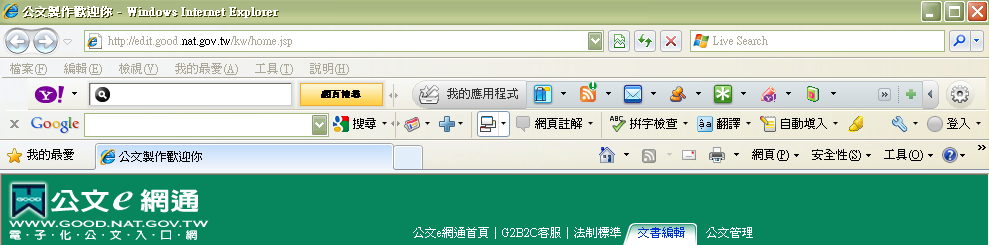 公文製作歡迎你 - Windows Internet Explorer
http://edit.good.nat.gov.tw/kw/home.jsp
Live Search
檔案(F) 編輯(E) 檢視(V) 我的最愛(A) 工具(T) 說明(H)
Y! 網頁搜尋 我的應用程式
x Google 搜尋 網頁註解 ABC 拼字檢查 あa 翻譯 自動填入 登入
我的最愛 公文製作歡迎你 網頁(P) 安全性(S) 工具(O)
公文e網通
WWW.GOOD.NAT.GOV.TW
電‧子‧化‧公‧文‧入‧口‧網
公文e網通首頁 | G2B2C客服 | 法制標準 文書編輯 公文管理